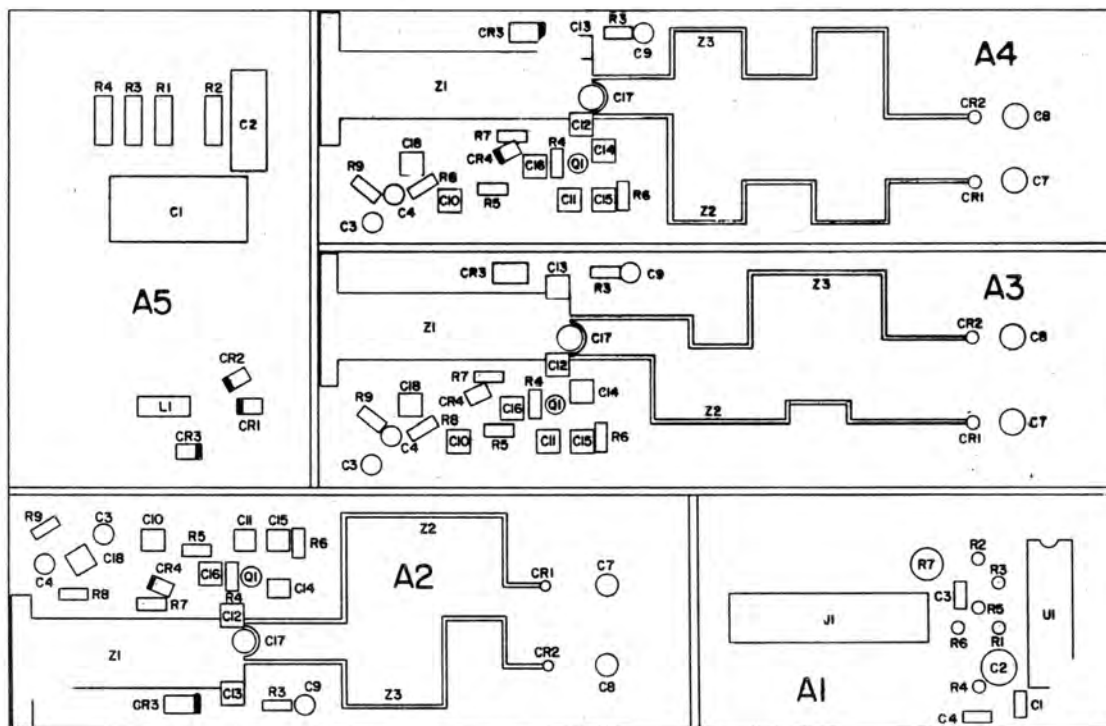 R4
R3
R1
R2
C2
C1
A5
CR2
L1
CR1
CR3
CR3
C13
R3
C9
Z3
A4
Z1
C17
CR2
C8
C12
R7
C18
CR4
R4
C14
C16
Q1
R9
R8
C4
C10
R5
C11
C15
R6
CR1
C7
C3
Z2
CR3
C13
R3
C9
Z3
A3
Z1
C17
CR2
C8
C12
R7
C18
CR4
R4
C14
C16
Q1
R9
R8
C4
C10
R5
C11
C15
R6
Z2
CR1
C7
C3
R9
C3
C10
C11
C15
Z2
R5
R6
C18
C4
CR4
C16
Q1
A2
CR1
C7
C14
R8
R7
R4
C12
Z1
C17
CR2
C8
CR3
C13
R3
C9
Z3
R2
R7
R3
C3
J1
R5
U1
R6
R1
C2
A1
R4
C1
C4